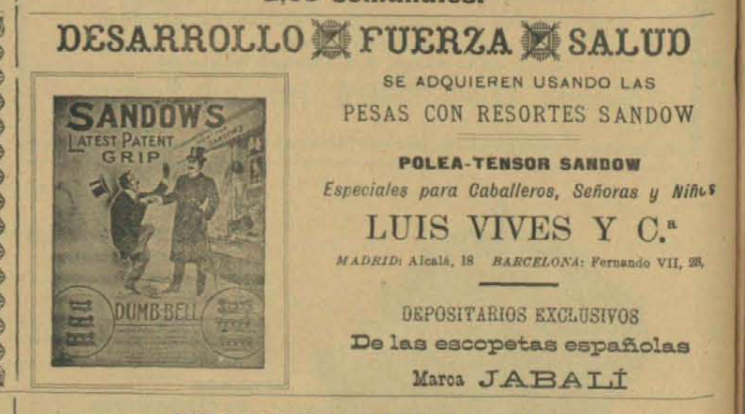 DESARROLLO FUERZA SALUD
SANDOW'S
LATEST PATENT
GRIP
DUMB-BELL
SE ADQUIEREN USANDO LAS
PESAS CON RESORTES SANDOW
POLEA-TENSOR SANDOW
Especiales para Caballeros, Señoras y Niños
LUIS VIVES Y C.ª
MADRID: Alcalá, 18 BARCELONA: Fernando VII, 23,
DEPOSITARIOS EXCLUSIVOS
De las escopetas españolas
Marca JABALÍ